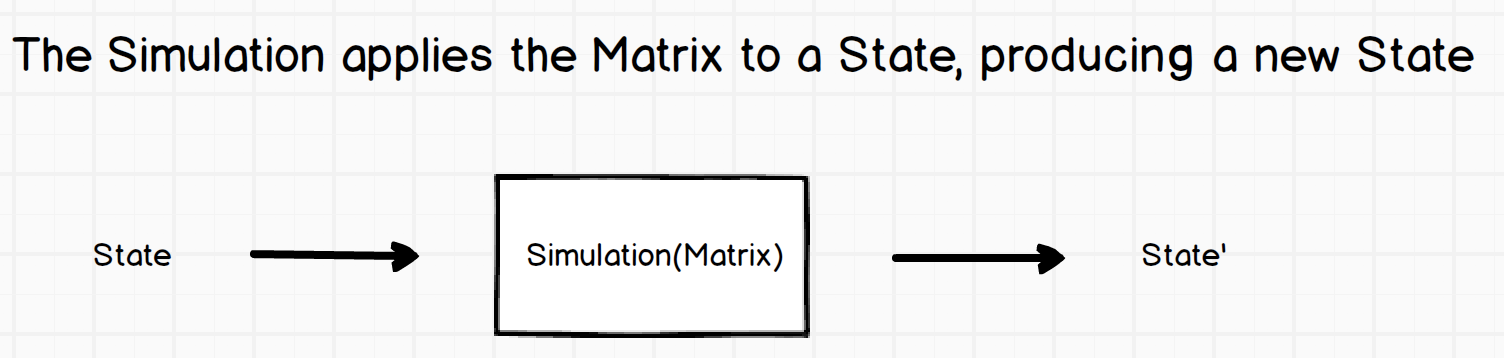 The Simulation applies the Matrix to a State, producing a new State
State
Simulation(Matrix)
State'